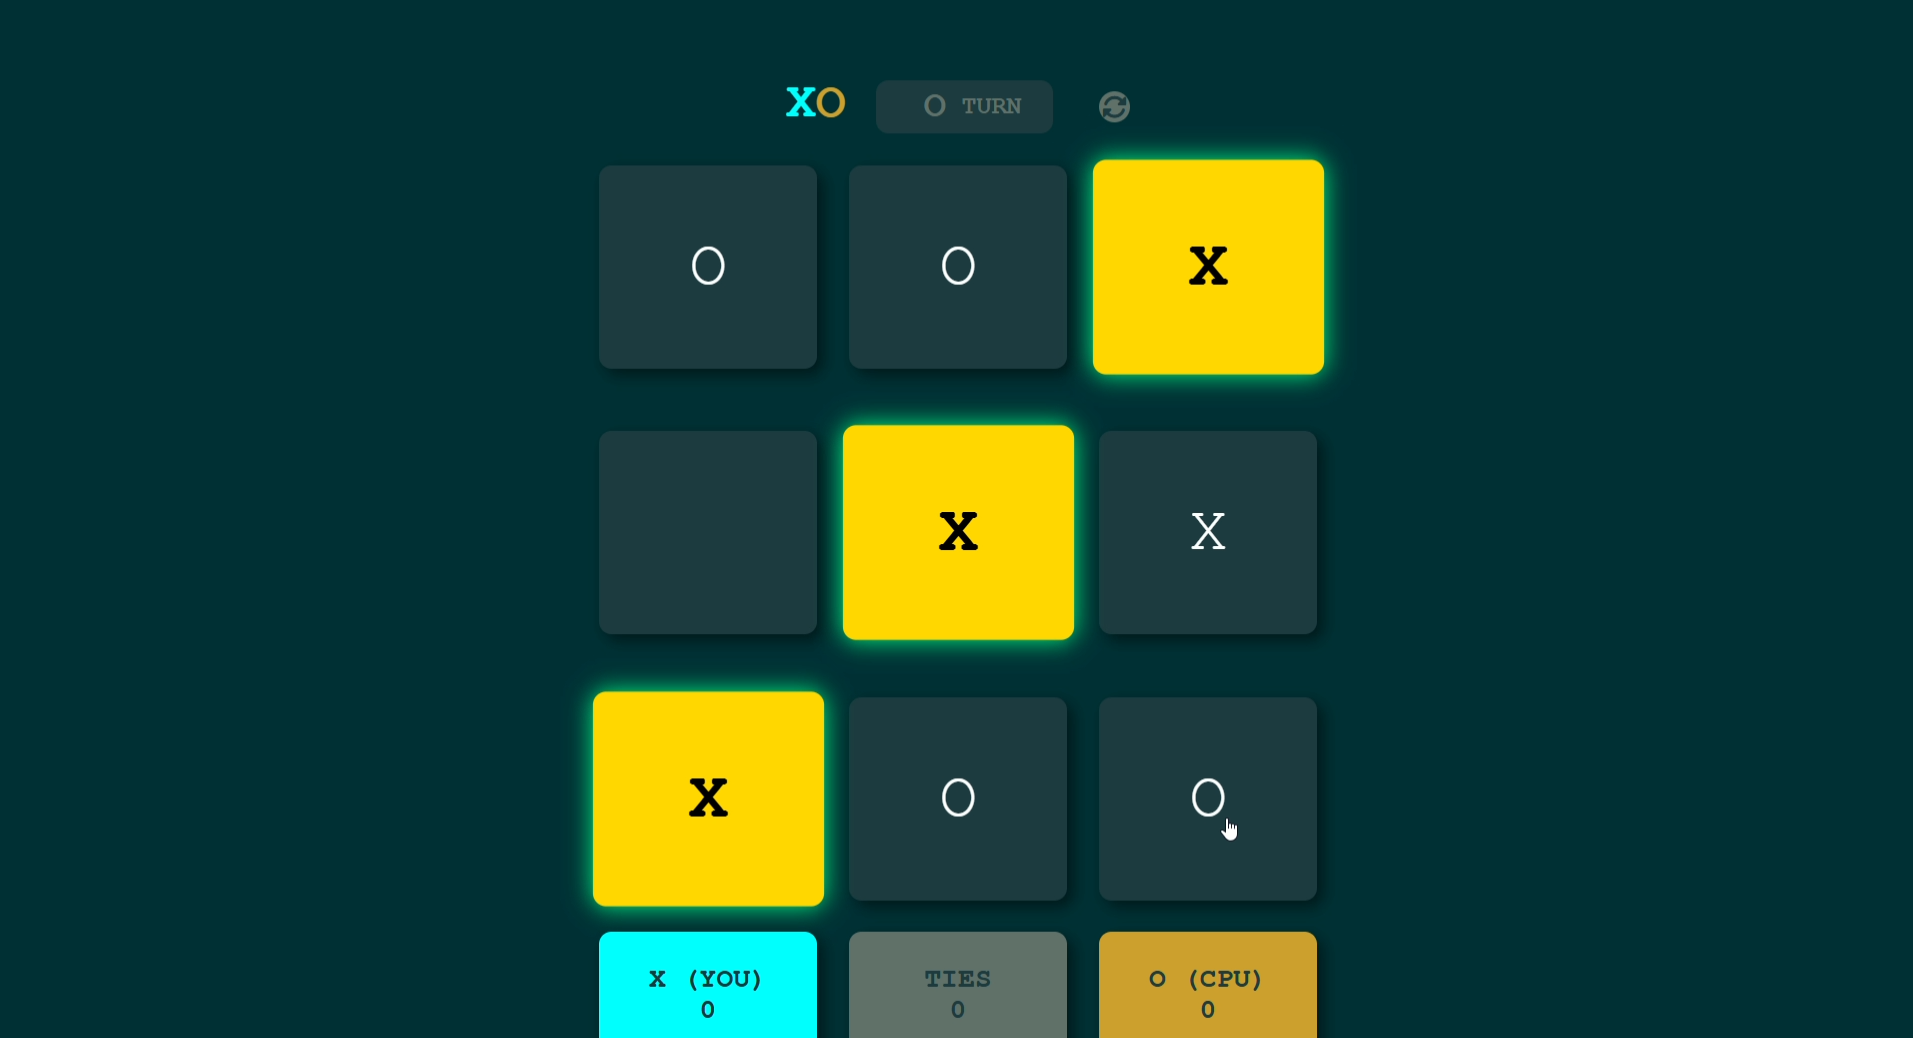 XO
O TURN
O O X
X X
X O O
X (YOU) TIES O (CPU)
0 0 0